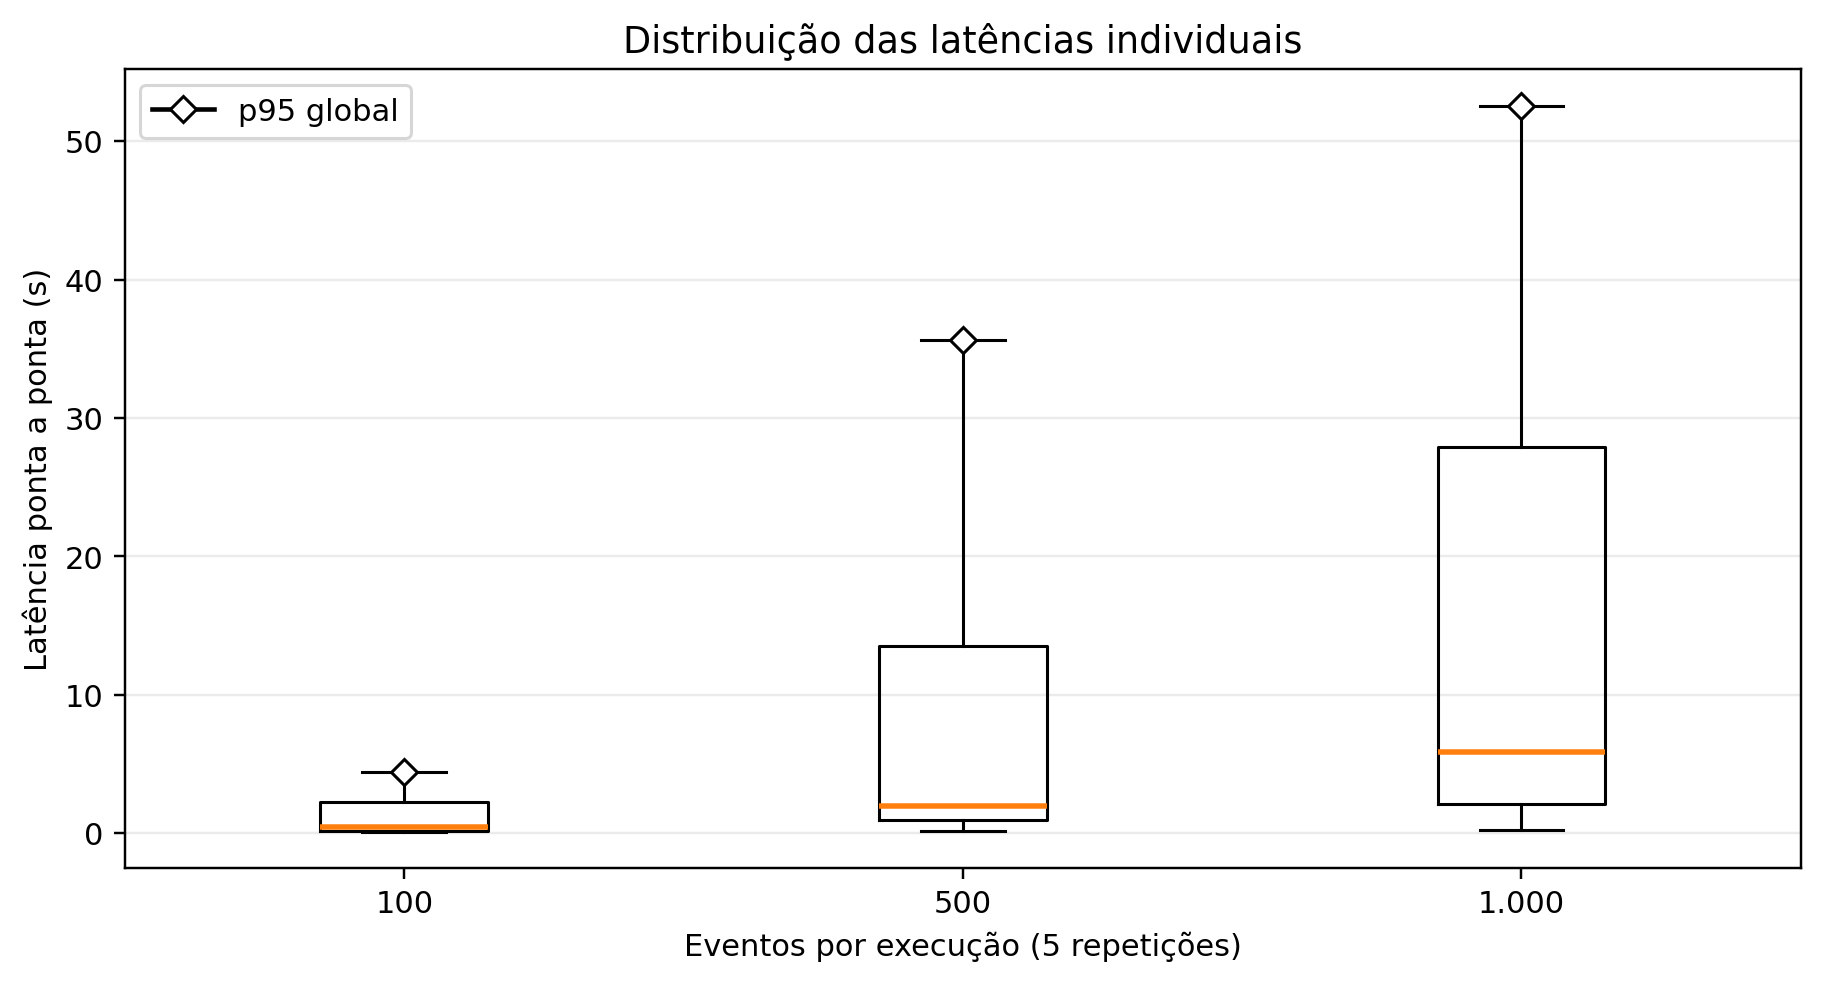 Distribuição das latências individuais
p95 global
Latência ponta a ponta (s)
50
40
30
20
10
0
100
500
1.000
Eventos por execução (5 repetições)